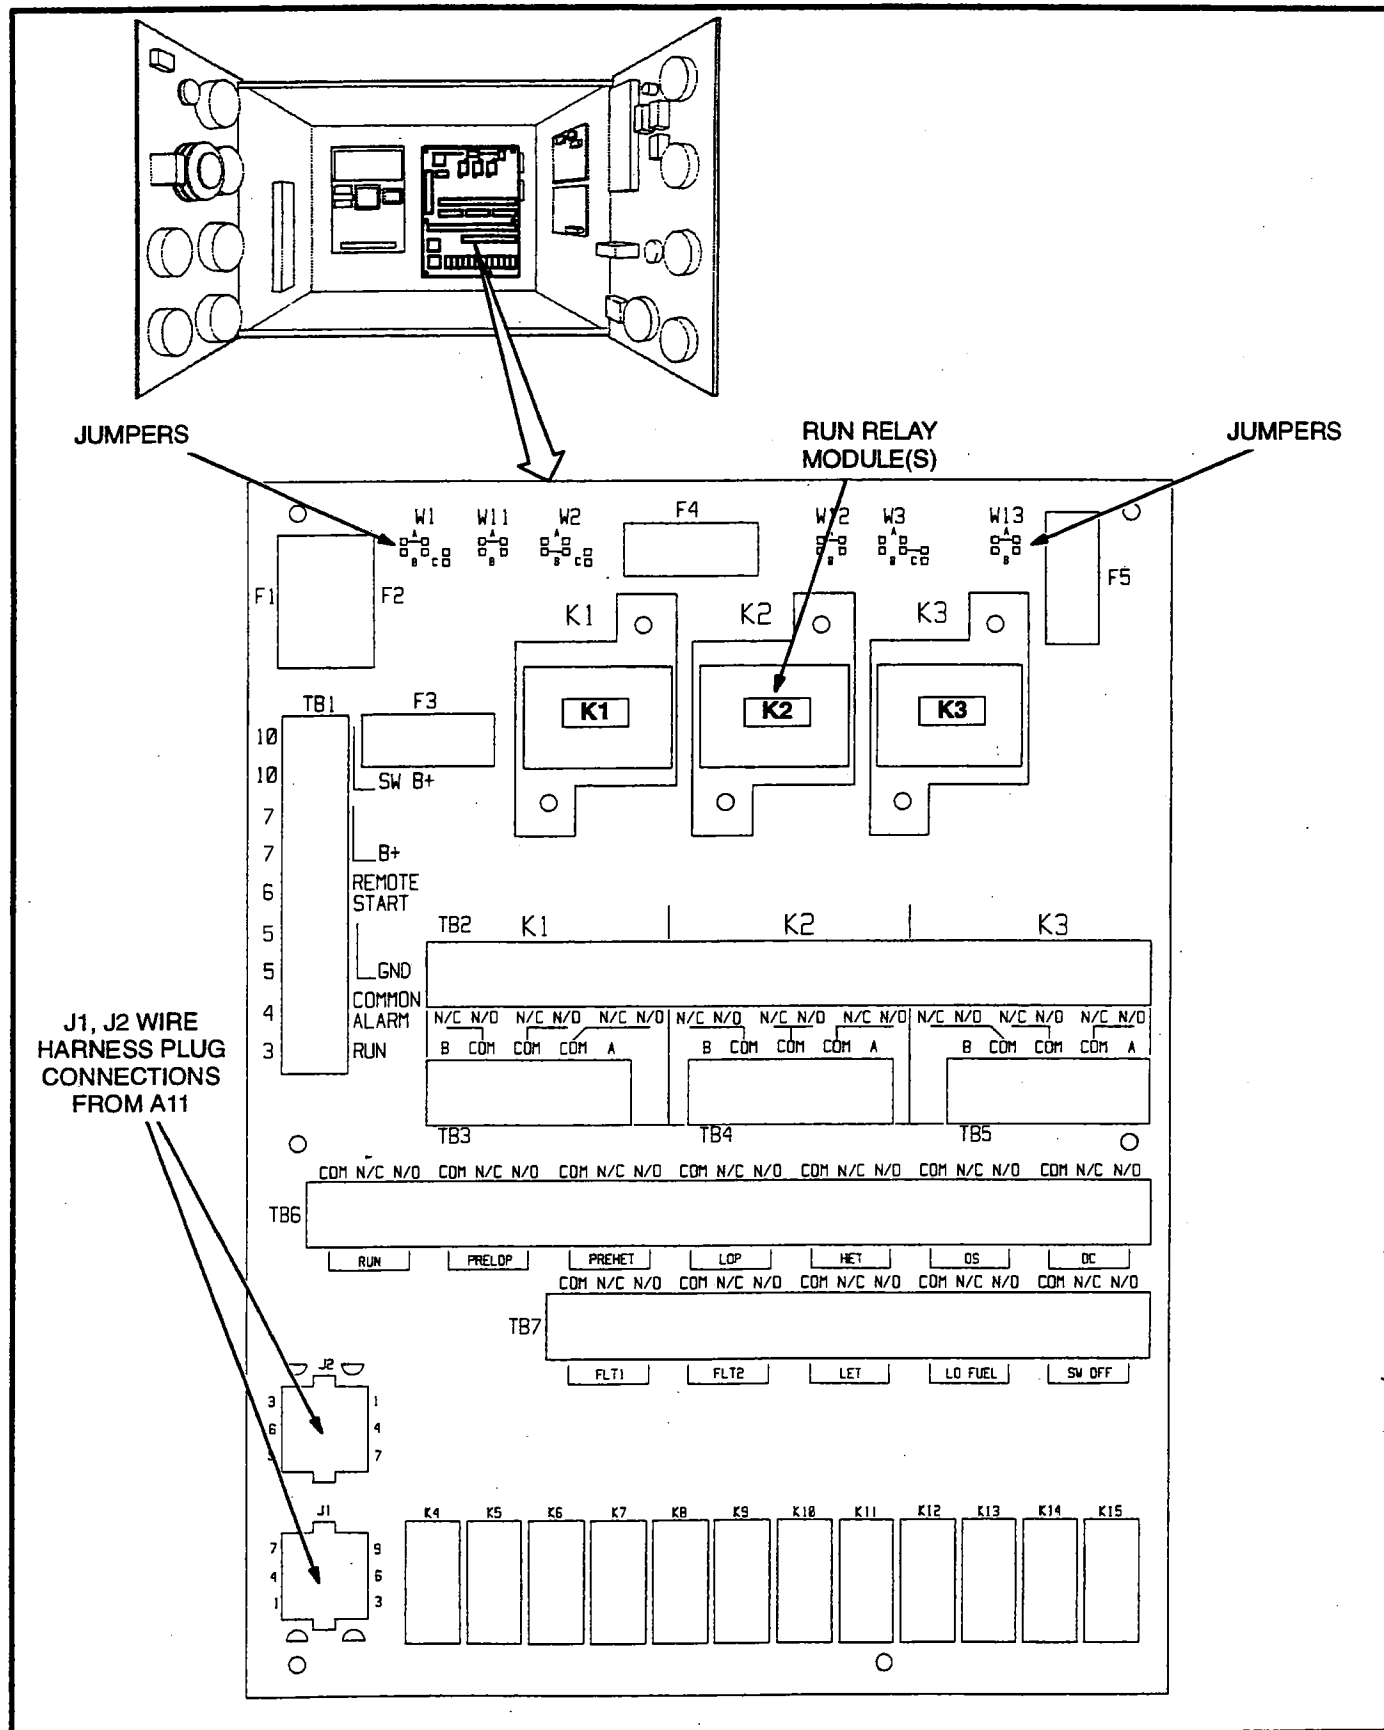 JUMPERS
RUN RELAY
MODULE(S)
JUMPERS
W1 W11 W2 F4 W12 W3 W13
A A A
B C B B C B B C B
F1 F2 F5
K1 K2 K3
K1 K2 K3
TB1 F3
10
10
SW B+
7
7
B+
6 REMOTE
START
5
5
GND
4 COMMON
ALARM
3 RUN
TB2 K1 K2 K3
N/C N/O N/C N/O N/C N/O N/C N/O N/C N/O N/C N/O N/C N/O N/C N/O N/C N/O
B COM COM COM A B COM COM COM A B COM COM COM A
TB3 TB4 TB5
J1, J2 WIRE
HARNESS PLUG
CONNECTIONS
FROM A11
COM N/C N/O COM N/C N/O COM N/C N/O COM N/C N/O COM N/C N/O COM N/C N/O COM N/C N/O
TB6
RUN PRELOP PREHET LOP HET OS OC
COM N/C N/O COM N/C N/O COM N/C N/O COM N/C N/O COM N/C N/O
TB7
FLT1 FLT2 LET LO FUEL SW OFF
J2
3 1
6 4
7
J1
7 9
4 6
1 3
K4 K5 K6 K7 K8 K9 K10 K11 K12 K13 K14 K15